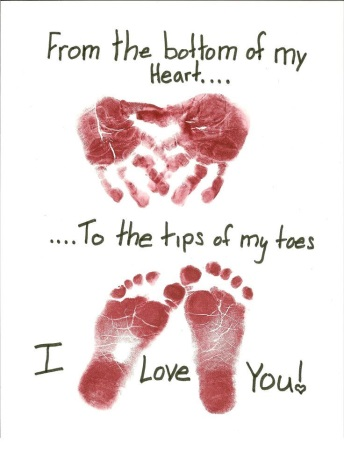 From the bottom of my
Heart....
....To the tips of my toes
I Love You!